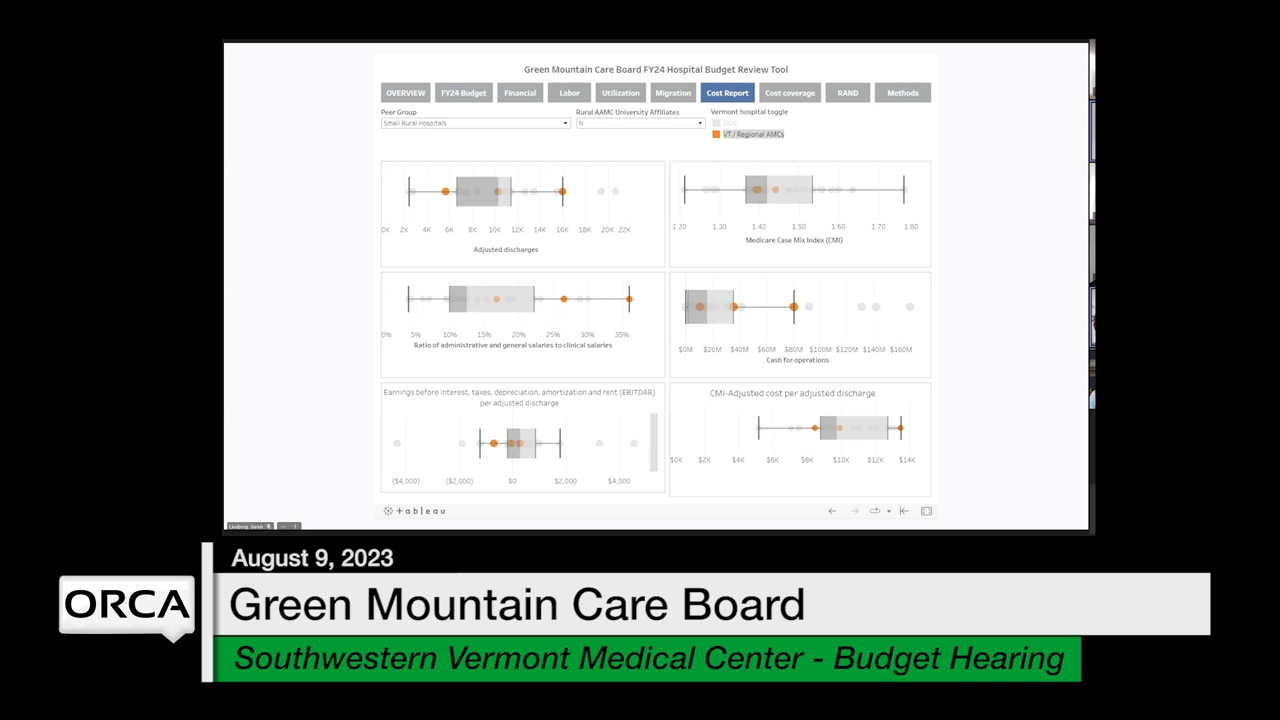 Green Mountain Care Board FY24 Hospital Budget Review Tool
OVERVIEW FY24 Budget Financial Labor Utilization Migration Cost Report Cost coverage RAND Methods
Peer Group Rural AAMC University Affiliates Vermont hospital toggle
Small Rural Hospitals N
VT / Regional AMCs
0K 2K 4K 6K 8K 10K 12K 14K 16K 18K 20K 22K
Adjusted discharges
1.20 1.30 1.40 1.50 1.60 1.70 1.80
Medicare Case Mix Index (CMI)
0% 5% 10% 15% 20% 25% 30% 35%
Ratio of administrative and general salaries to clinical salaries
$0M $20M $40M $60M $80M $100M $120M $140M $160M
Cash for operations
Earnings before interest, taxes, depreciation, amortization and rent (EBITDAR)
per adjusted discharge
($4,000) ($2,000) $0 $2,000 $4,000
CMI-Adjusted cost per adjusted discharge
$0K $2K $4K $6K $8K $10K $12K $14K
+ableau
Lindberg, Sarah
August 9, 2023
ORCA
Green Mountain Care Board
Southwestern Vermont Medical Center - Budget Hearing